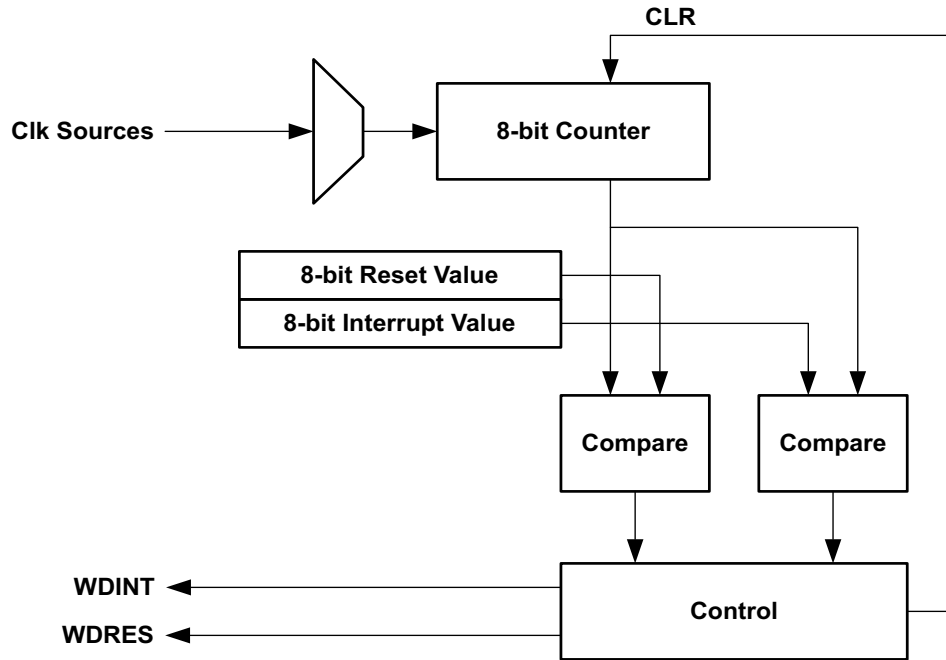 CLR
Clk Sources
8-bit Counter
8-bit Reset Value
8-bit Interrupt Value
Compare
Compare
WDINT
Control
WDRES